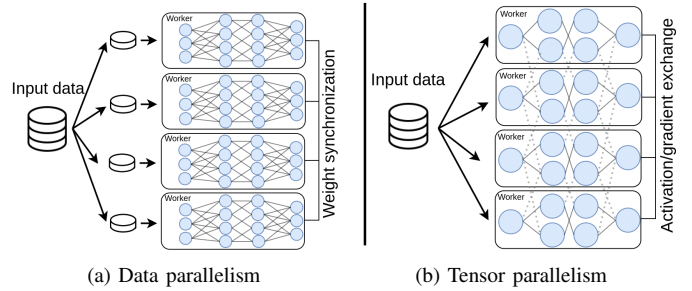 Worker
Worker
Worker
Worker
Input data
Weight synchronization
(a) Data parallelism
Worker
Worker
Worker
Worker
Input data
Activation/gradient exchange
(b) Tensor parallelism